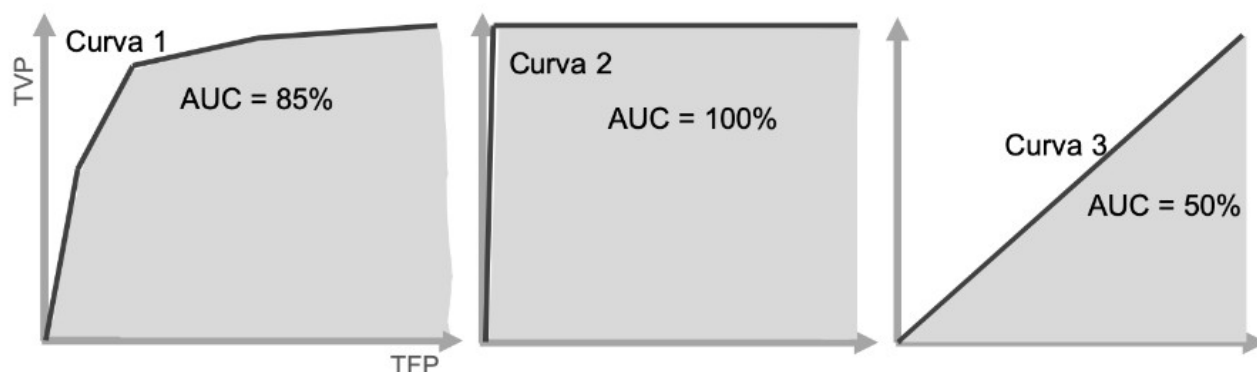 Curva 1
TVP
AUC = 85%
TFP
Curva 2
AUC = 100%
Curva 3
AUC = 50%